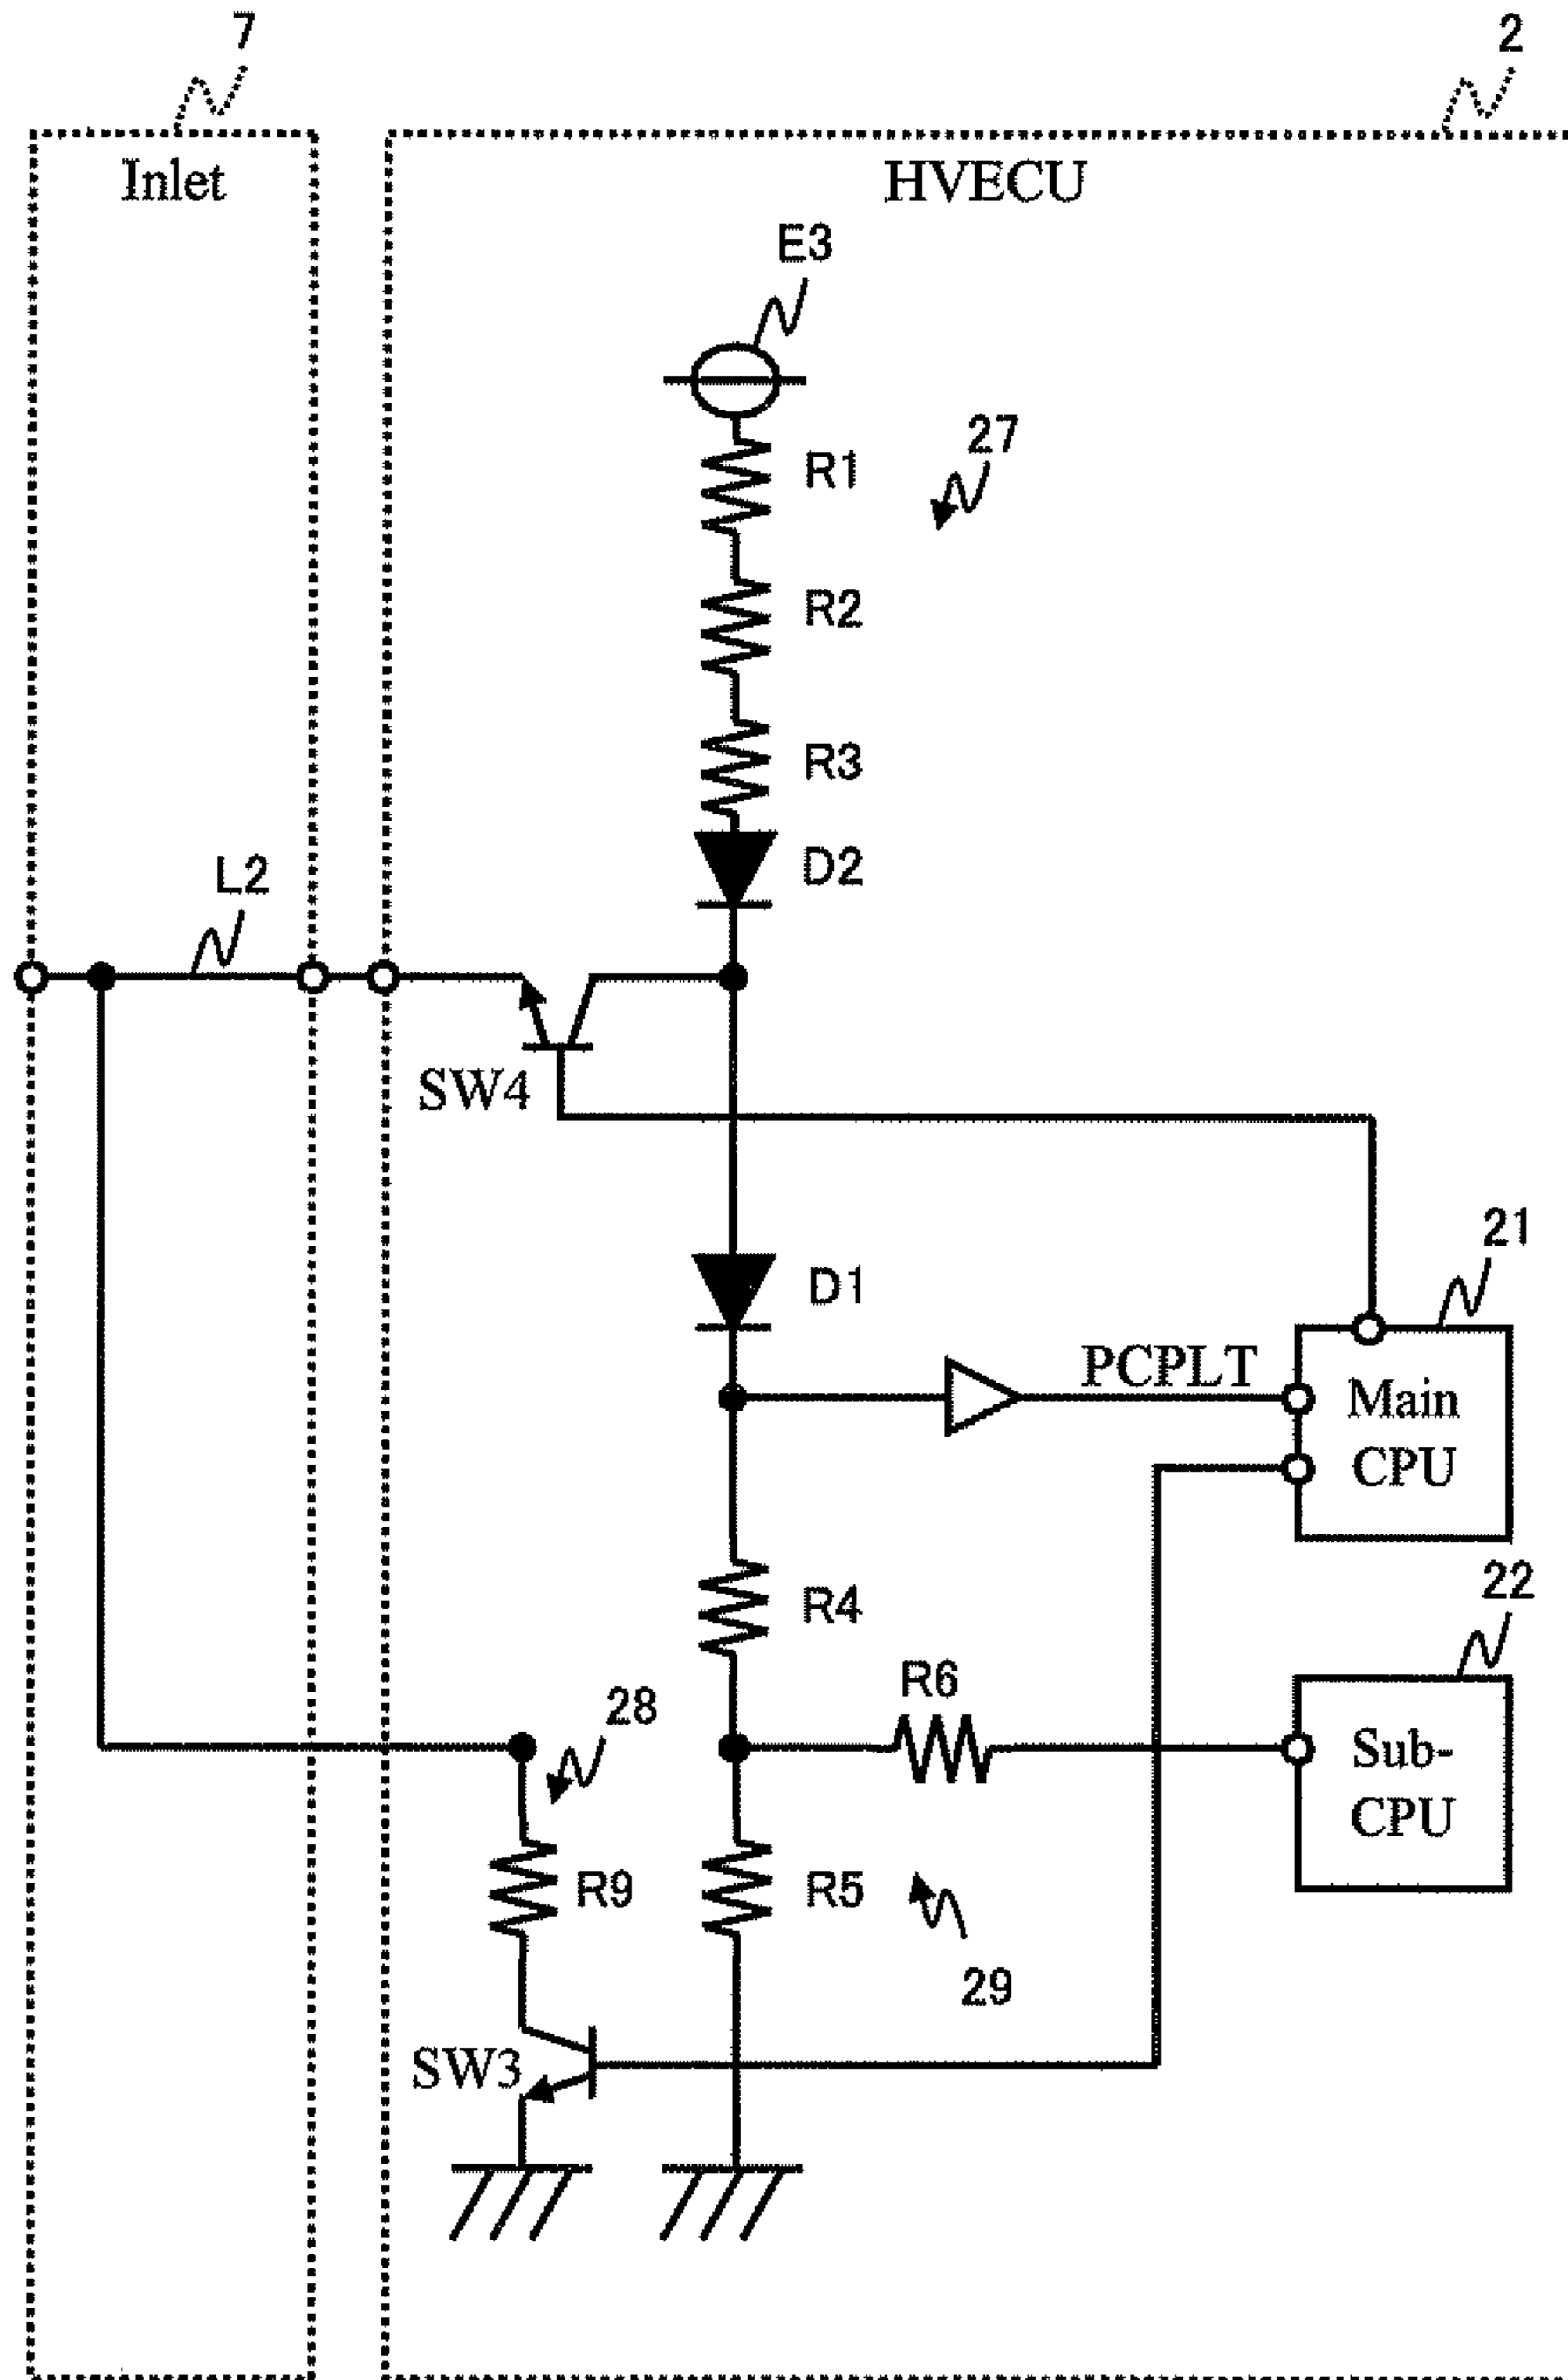 7
2
Inlet
HVECU
E3
27
R1
R2
R3
D2
L2
SW4
21
D1
PCPLT
Main
CPU
22
R4
R6
28
Sub-
CPU
R9
R5
29
SW3